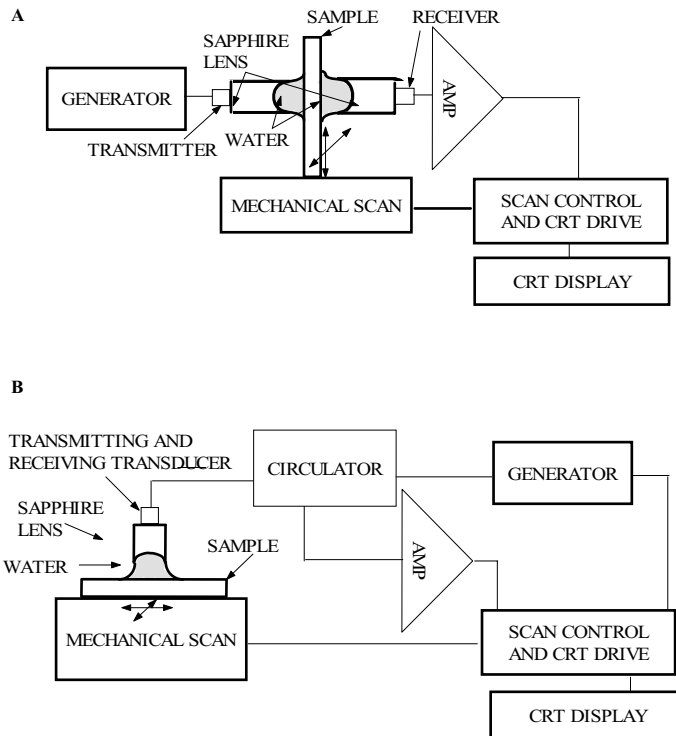 A
SAMPLE
RECEIVER
SAPPHIRE
LENS
GENERATOR
AMP
WATER
TRANSMITTER
MECHANICAL SCAN
SCAN CONTROL
AND CRT DRIVE
CRT DISPLAY
B
TRANSMITTING AND
RECEIVING TRANSDUCER
CIRCULATOR
GENERATOR
SAPPHIRE
LENS
WATER
SAMPLE
AMP
MECHANICAL SCAN
SCAN CONTROL
AND CRT DRIVE
CRT DISPLAY